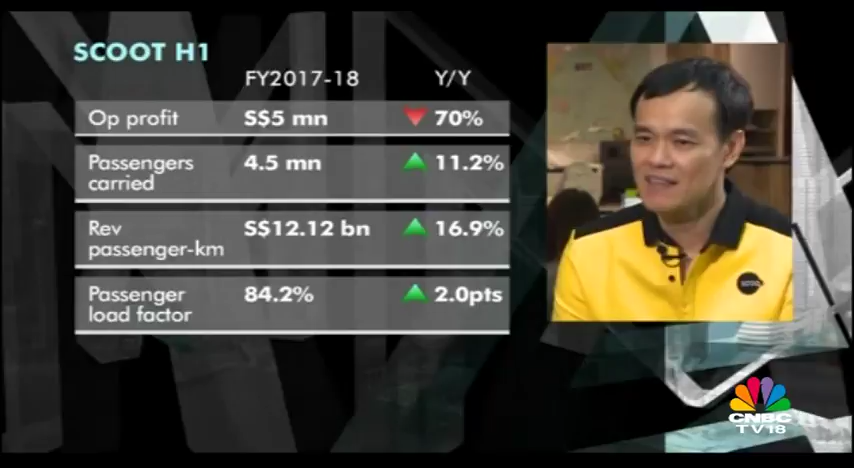 SCOOT H1
FY2017-18 Y/Y
Op profit S$5 mn 70%
Passengers
carried 4.5 mn 11.2%
Rev
passenger-km S$12.12 bn 16.9%
Passenger
load factor 84.2% 2.0pts
CNBC
TV18